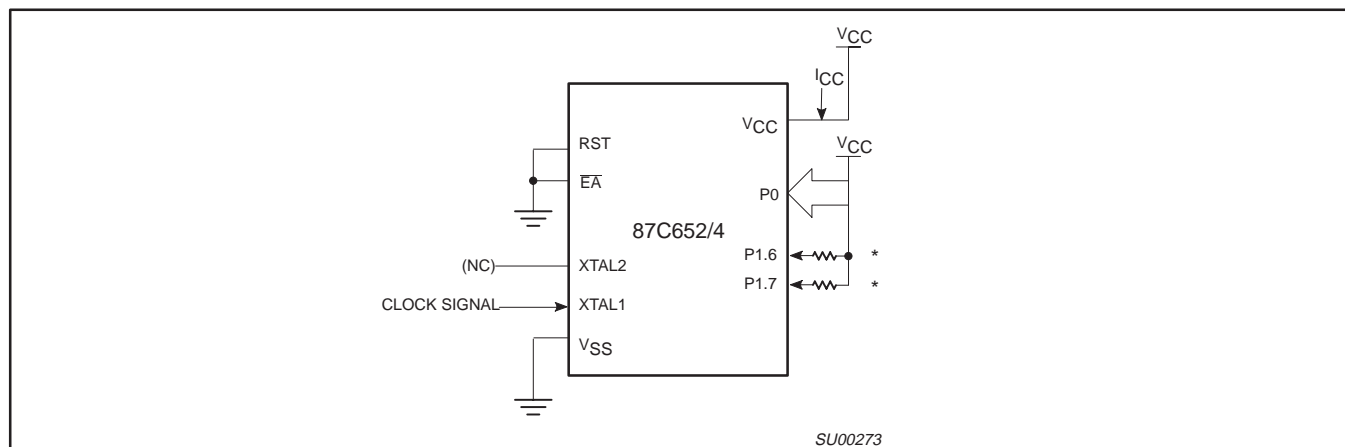 VCC
ICC
VCC
RST
VCC
EA
P0
87C652/4
P1.6 *
(NC) XTAL2
P1.7 *
CLOCK SIGNAL XTAL1
VSS
SU00273